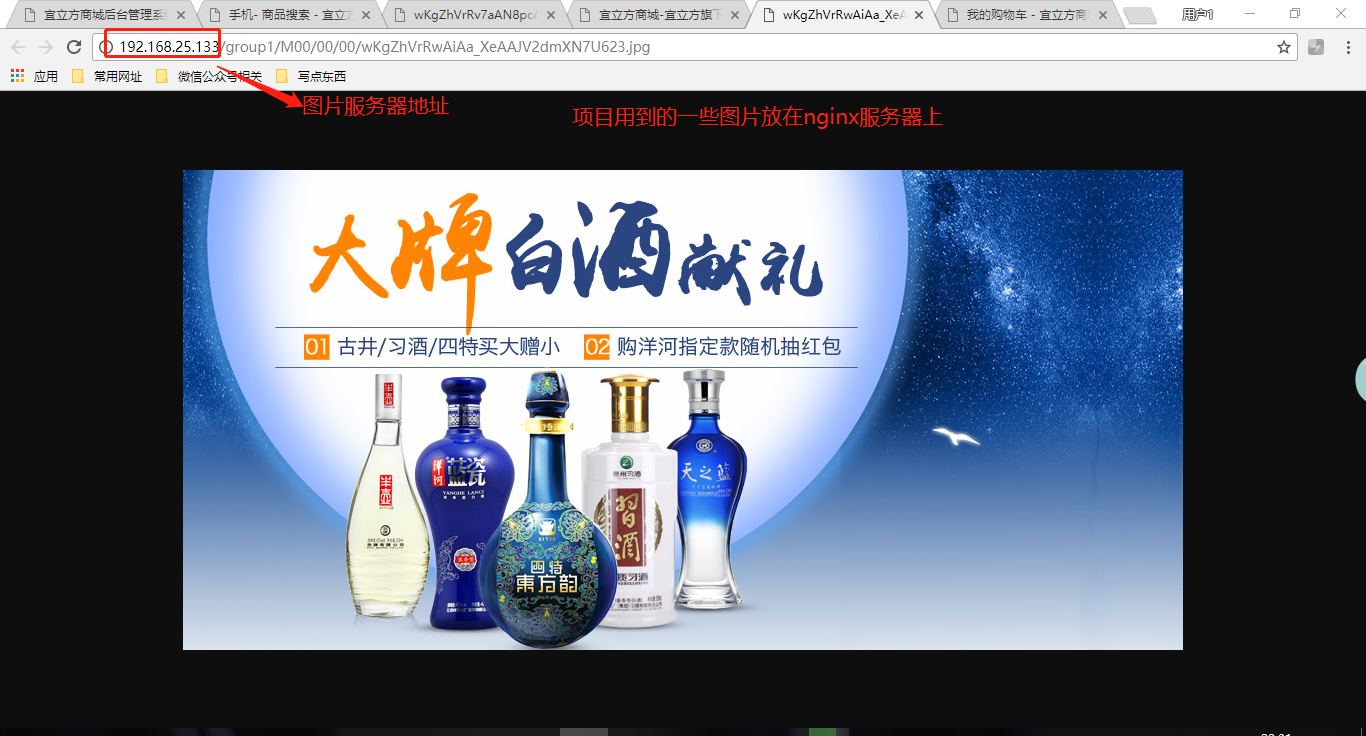 宜立方商城后台管理系
手机- 商品搜索 - 宜立方
wKgZhVrRv7aAN8pcA
宜立方商城-宜立方旗下
wKgZhVrRwAiAa_XeA
我的购物车 - 宜立方商
用户1
192.168.25.133/group1/M00/00/00/wKgZhVrRwAiAa_XeAAJV2dmXN7U623.jpg
应用
常用网址
微信公众号相关
写点东西
图片服务器地址
项目用到的一些图片放在nginx服务器上
大牌白酒献礼
01 古井/习酒/四特买大赠小
02 购洋河指定款随机抽红包
洋河
蓝瓷
YANGHE LANCI
四特
東方韵
贵州习酒
習酒
质习酒
天之藍